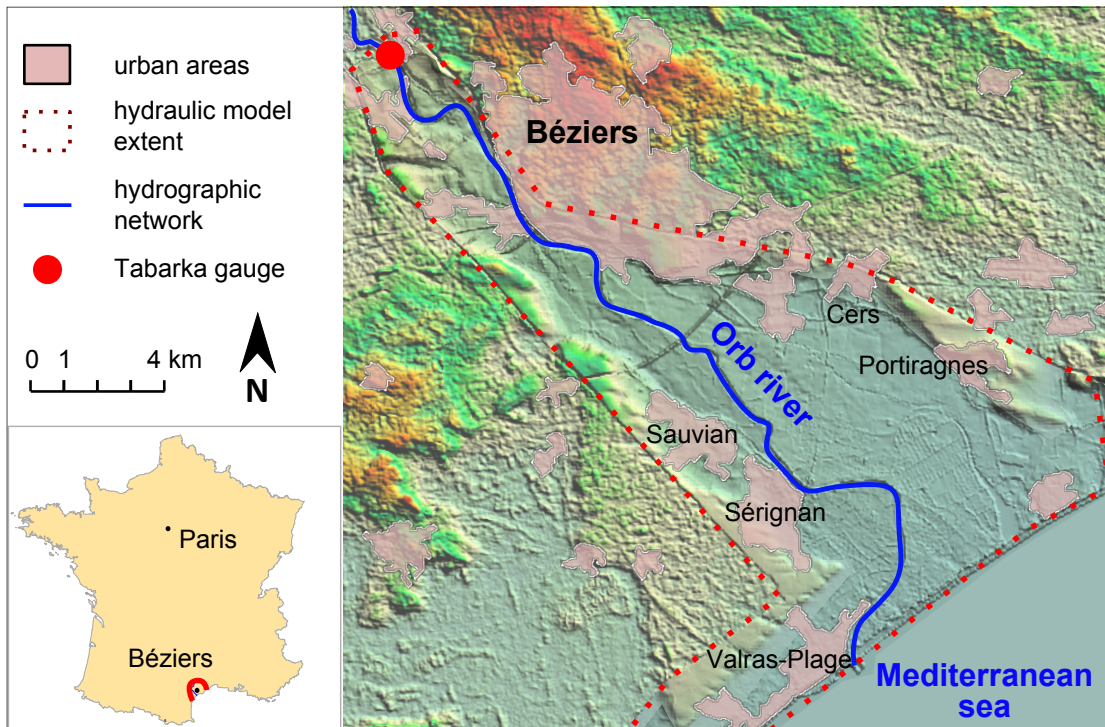 urban areas
hydraulic model
extent
hydrographic
network
Tabarka gauge
0 1 4 km
N
Paris
Béziers
Béziers
Cers
Portiragnes
Orb river
Sauvian
Sérignan
Valras-Plage
Mediterranean
sea